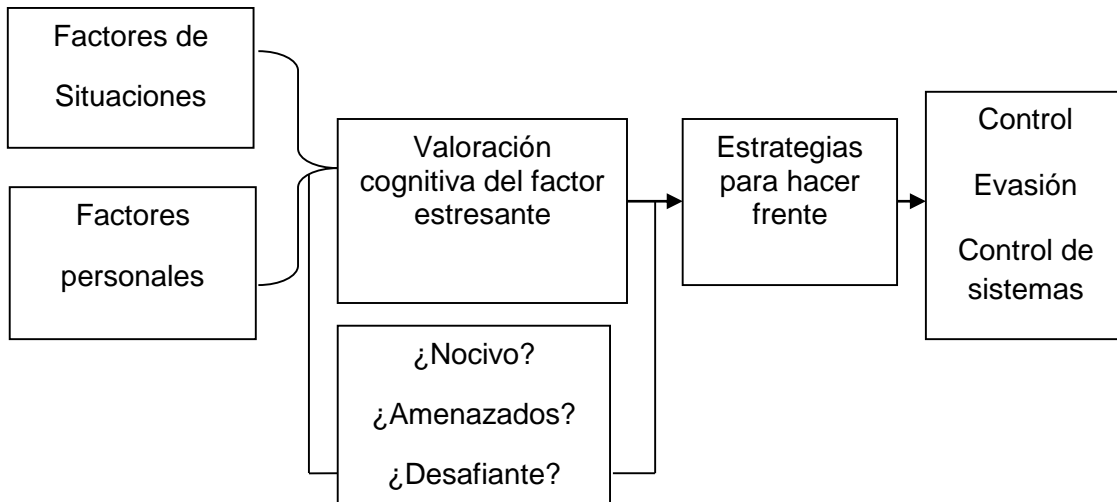 Factores de
Situaciones
Factores
personales
Valoración
cognitiva del factor
estresante
¿Nocivo?
¿Amenazados?
¿Desafiante?
Estrategias
para hacer
frente
Control
Evasión
Control de
sistemas